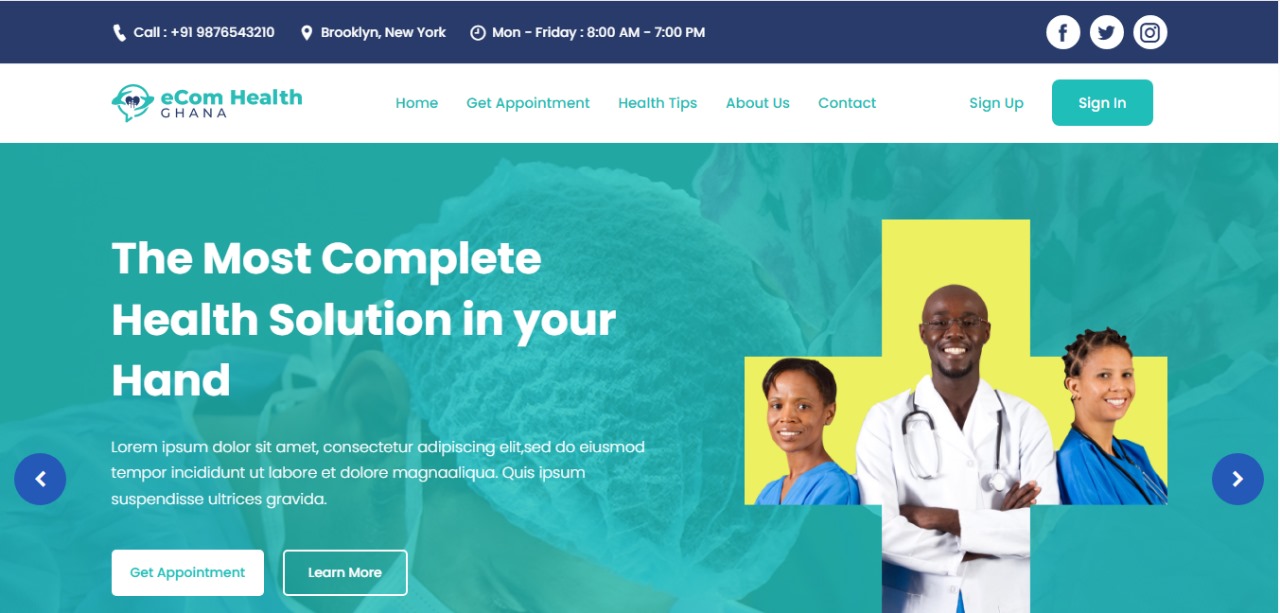 Call : +91 9876543210 Brooklyn, New York Mon - Friday : 8:00 AM - 7:00 PM
eCom Health
GHANA
Home Get Appointment Health Tips About Us Contact Sign Up Sign In
The Most Complete
Health Solution in your
Hand
Lorem ipsum dolor sit amet, consectetur adipiscing elit,sed do eiusmod
tempor incididunt ut labore et dolore magnaaliqua. Quis ipsum
suspendisse ultrices gravida.
Get Appointment Learn More